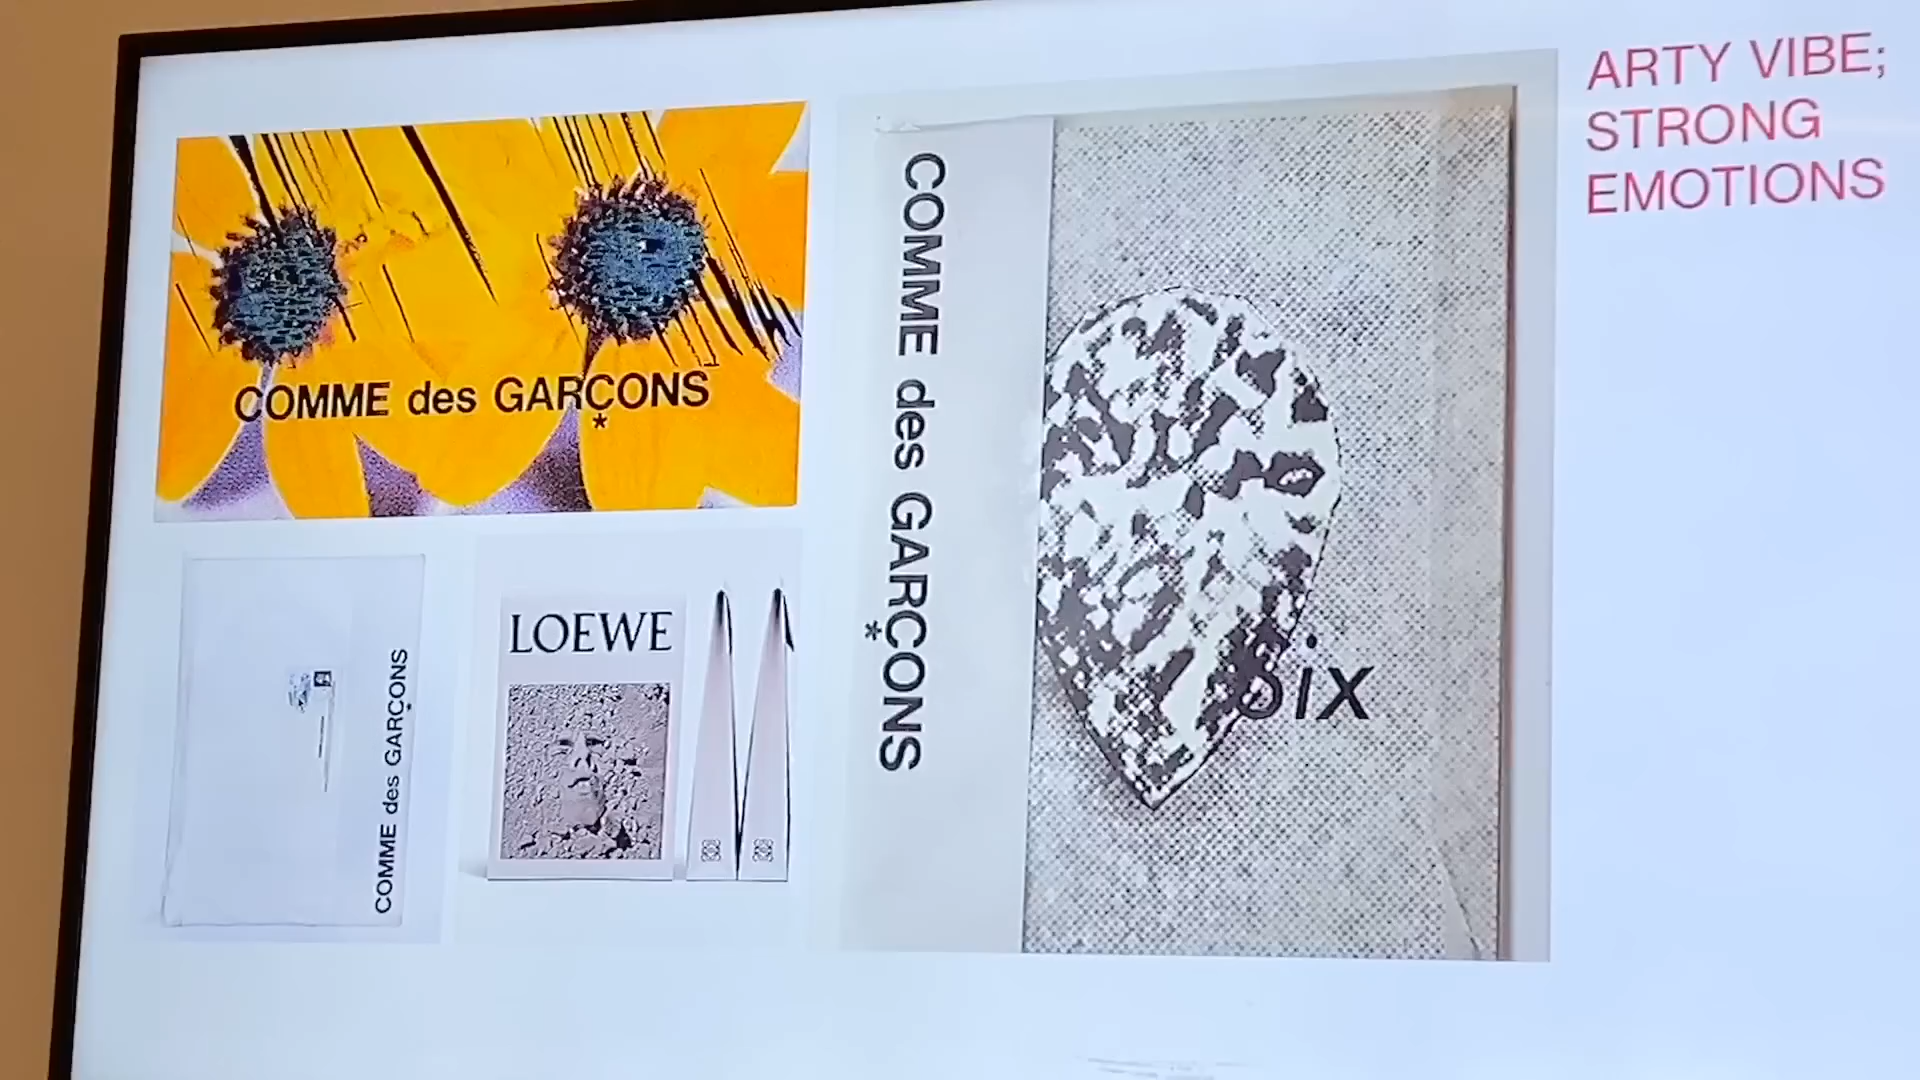 ARTY VIBE;
STRONG
EMOTIONS
COMME des GARÇONS
*
COMME des GARÇONS
*
LOEWE
COMME des GARÇONS
*
Six